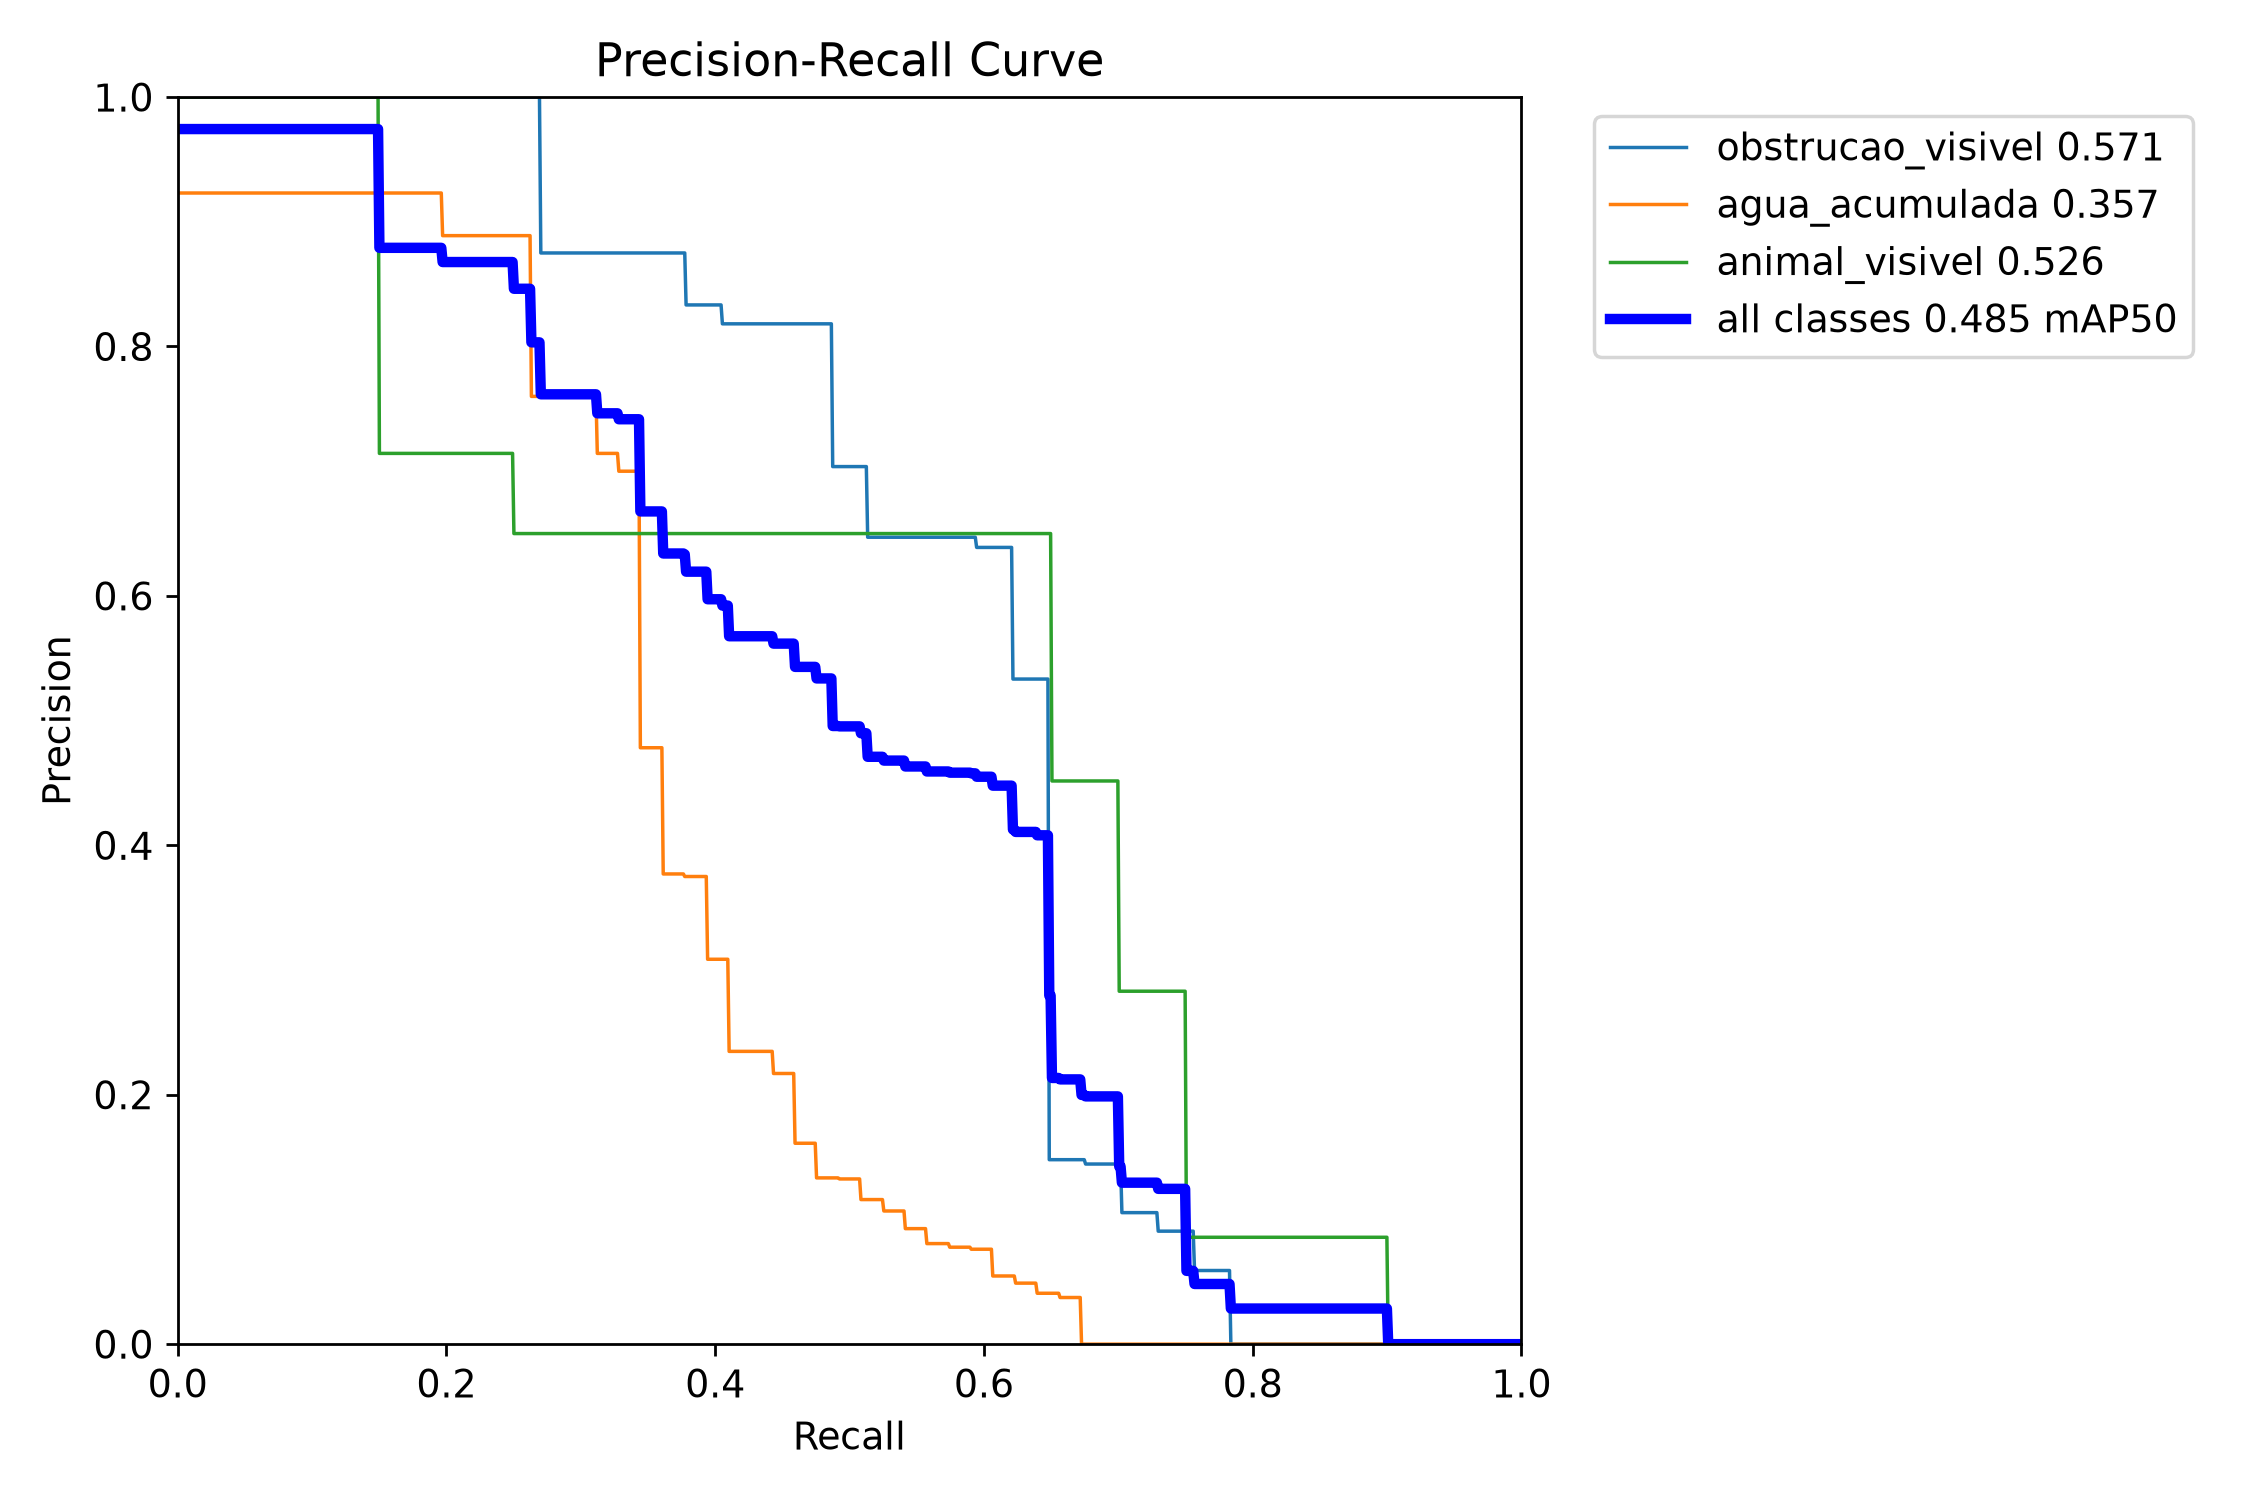 Precision-Recall Curve
1.0
0.8
0.6
0.4
0.2
0.0
Precision
0.0 0.2 0.4 0.6 0.8 1.0
Recall
obstrucao_visivel 0.571
agua_acumulada 0.357
animal_visivel 0.526
all classes 0.485 mAP50